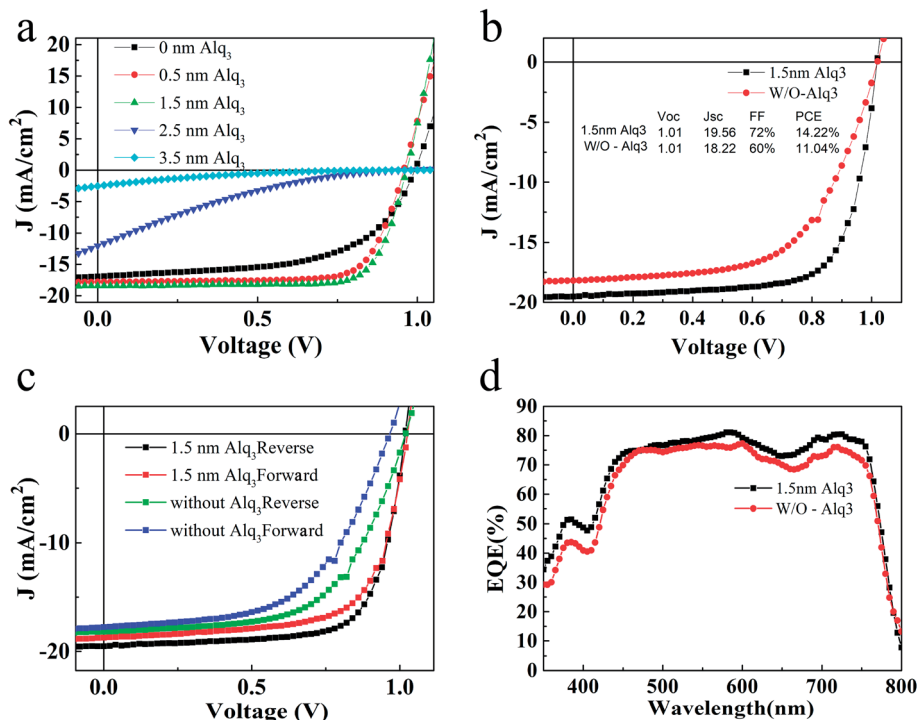 a
0 nm Alq3
0.5 nm Alq3
1.5 nm Alq3
2.5 nm Alq3
3.5 nm Alq3
J (mA/cm2)
20
15
10
5
0
-5
-10
-15
-20
0.0 0.5 1.0
Voltage (V)
b
1.5nm Alq3
W/O-Alq3
Voc Jsc FF PCE
1.5nm Alq3 1.01 19.56 72% 14.22%
W/O - Alq3 1.01 18.22 60% 11.04%
J (mA/cm2)
0
-5
-10
-15
-20
0.0 0.2 0.4 0.6 0.8 1.0
Voltage (V)
c
1.5 nm Alq3Reverse
1.5 nm Alq3Forward
without Alq3Reverse
without Alq3Forward
J (mA/cm2)
0
-10
-20
0.0 0.5 1.0
Voltage (V)
d
1.5nm Alq3
W/O - Alq3
EQE(%)
90
80
70
60
50
40
30
20
10
0
400 500 600 700 800
Wavelength(nm)